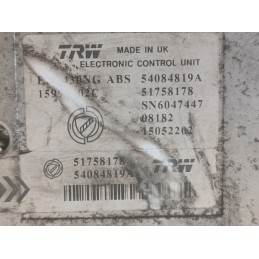 TRW MADE IN UK
ELECTRONIC CONTROL UNIT
ABS 54084819A
51758178
SN6047447
08182
15052202
51758178
TRW
54084819A